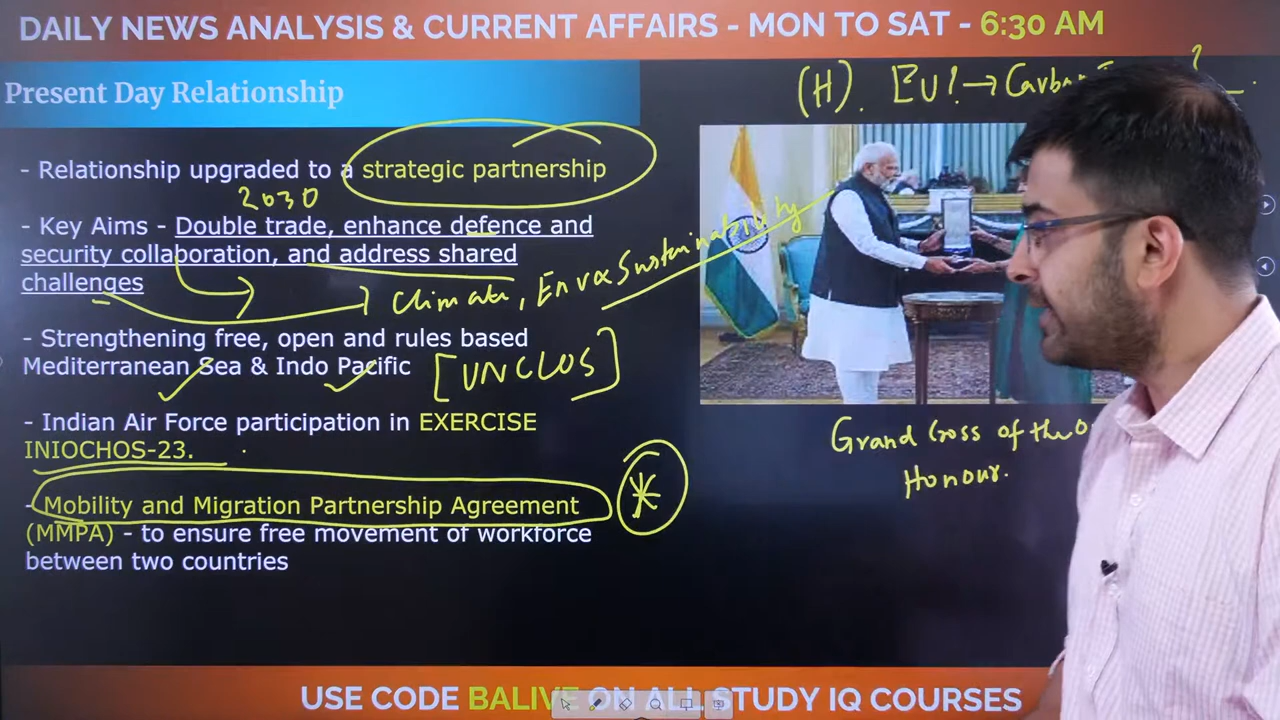 DAILY NEWS ANALYSIS & CURRENT AFFAIRS - MON TO SAT - 6:30 AM
Present Day Relationship
(H). EU! →
- Relationship upgraded to a strategic partnership
2030
- Key Aims - Double trade, enhance defence and
security collaboration, and address shared
challenges
→ Climate, Env & Sustainability
- Strengthening free, open and rules based
Mediterranean Sea & Indo Pacific
[UNCLOS]
- Indian Air Force participation in EXERCISE
INIOCHOS-23.
- Mobility and Migration Partnership Agreement
(MMPA) - to ensure free movement of workforce
between two countries
Grand Cross of the
Honour.
USE CODE BALIVE ON ALL STUDY IQ COURSES